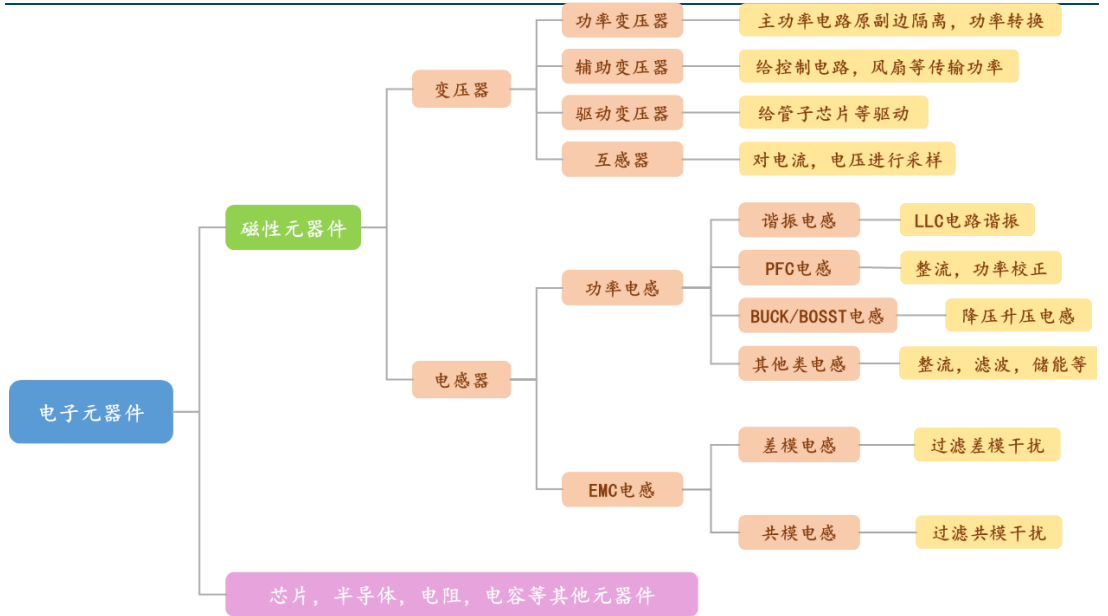 功率变压器
主功率电路原副边隔离，功率转换
辅助变压器
给控制电路，风扇等传输功率
变压器
驱动变压器
给管子芯片等驱动
互感器
对电流，电压进行采样
磁性元器件
谐振电感
LLC电路谐振
PFC电感
整流，功率校正
功率电感
BUCK/BOSST电感
降压升压电感
电感器
其他类电感
整流，滤波，储能等
电子元器件
差模电感
过滤差模干扰
EMC电感
共模电感
过滤共模干扰
芯片，半导体，电阻，电容等其他元器件